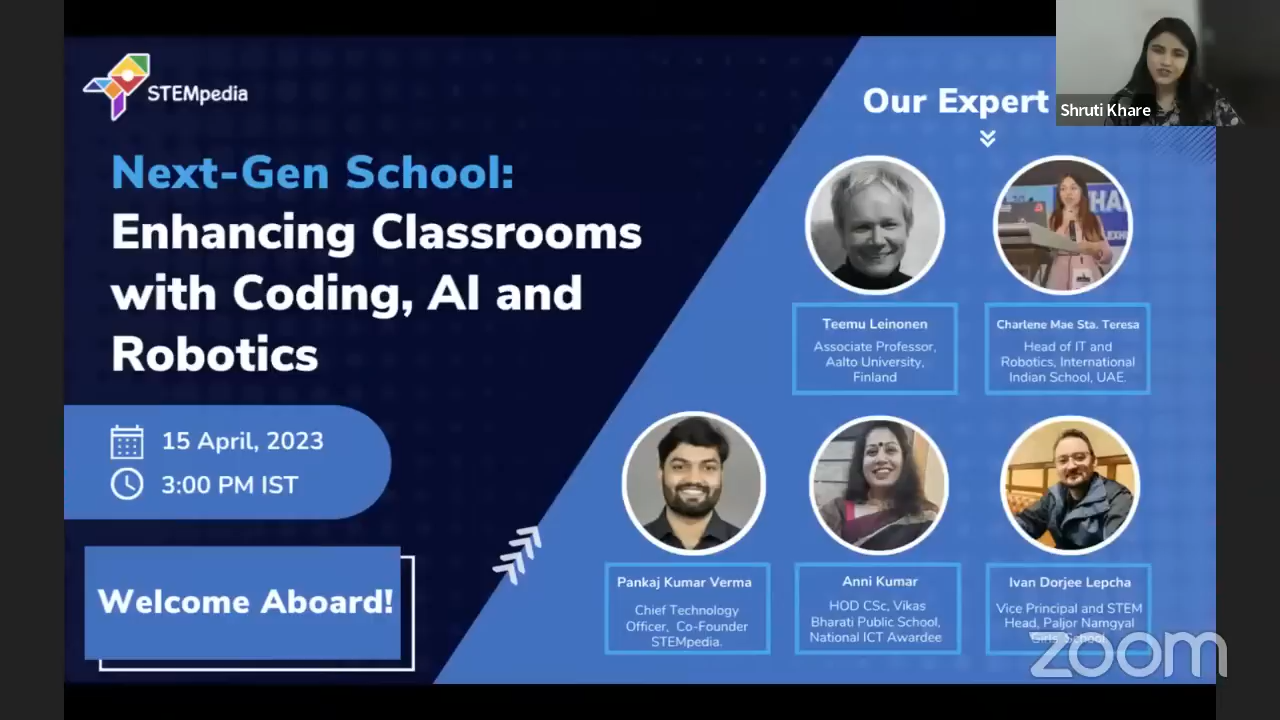 STEMpedia
Next-Gen School:
Enhancing Classrooms
with Coding, AI and
Robotics
15 April, 2023
3:00 PM IST
Welcome Aboard!
Our Expert
Shruti Khare
Teemu Leinonen
Associate Professor,
Aalto University,
Finland
Charlene Mae Sta. Teresa
Head of IT and
Robotics, International
Indian School, UAE.
Pankaj Kumar Verma
Chief Technology
Officer, Co-Founder
STEMpedia.
Anni Kumar
HOD CSc, Vikas
Bharati Public School,
National ICT Awardee
Ivan Dorjee Lepcha
Vice Principal and STEM
Head, Paljor Namgyal
Girls' School
zoom